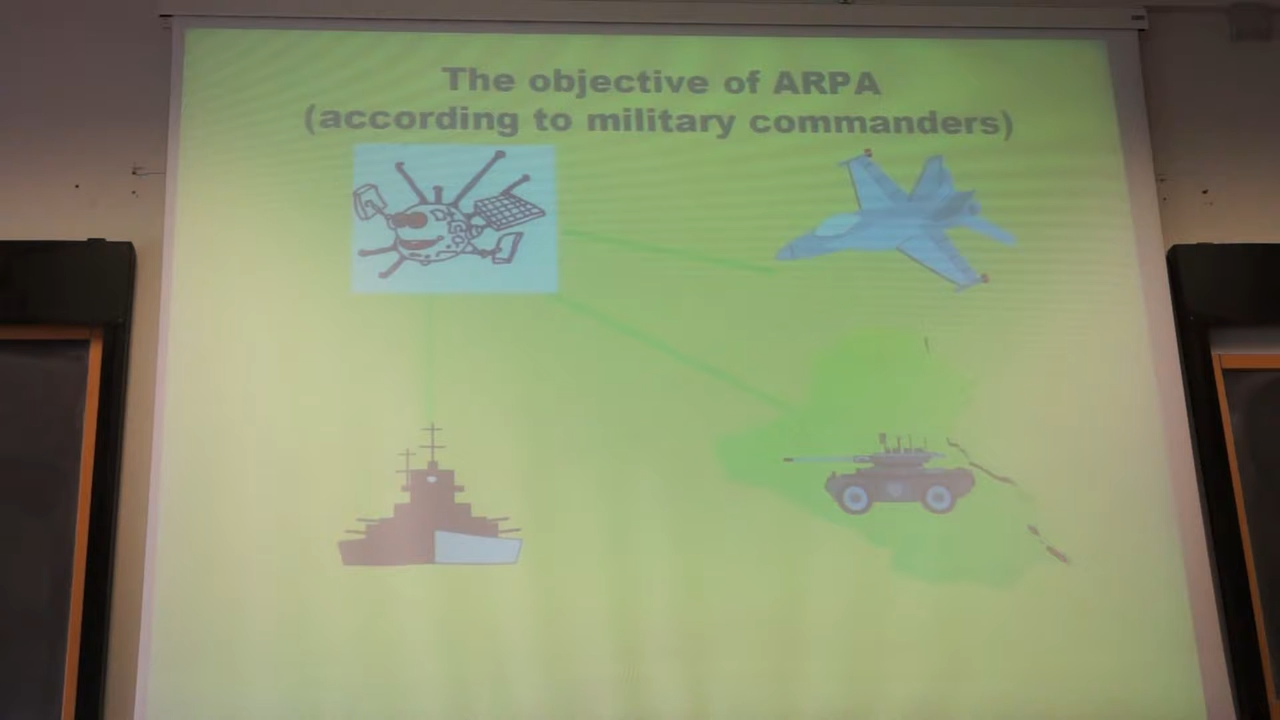 The objective of ARPA
(according to military commanders)